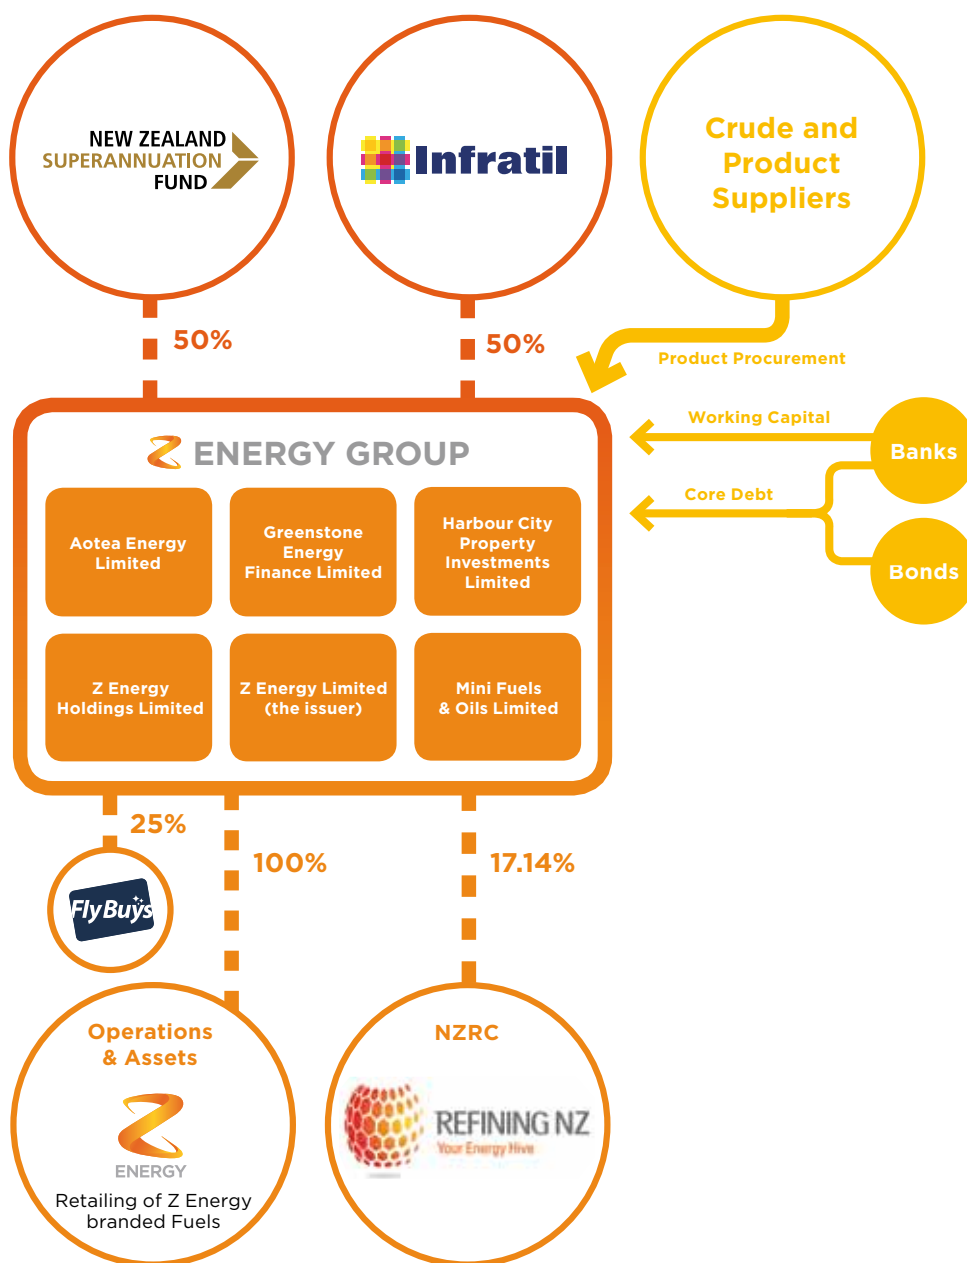 NEW ZEALAND
SUPERANNUATION
FUND
Infratil
Crude and
Product
Suppliers
50%
50%
Product Procurement
Working Capital
Banks
Core Debt
Bonds
Z ENERGY GROUP
Aotea Energy
Limited
Greenstone
Energy
Finance Limited
Harbour City
Property
Investments
Limited
Z Energy
Holdings Limited
Z Energy Limited
(the issuer)
Mini Fuels
& Oils Limited
25%
100%
17.14%
FlyBuys
Operations
& Assets
Z
ENERGY
Retailing of Z Energy
branded Fuels
NZRC
REFINING NZ
Your Energy Hive